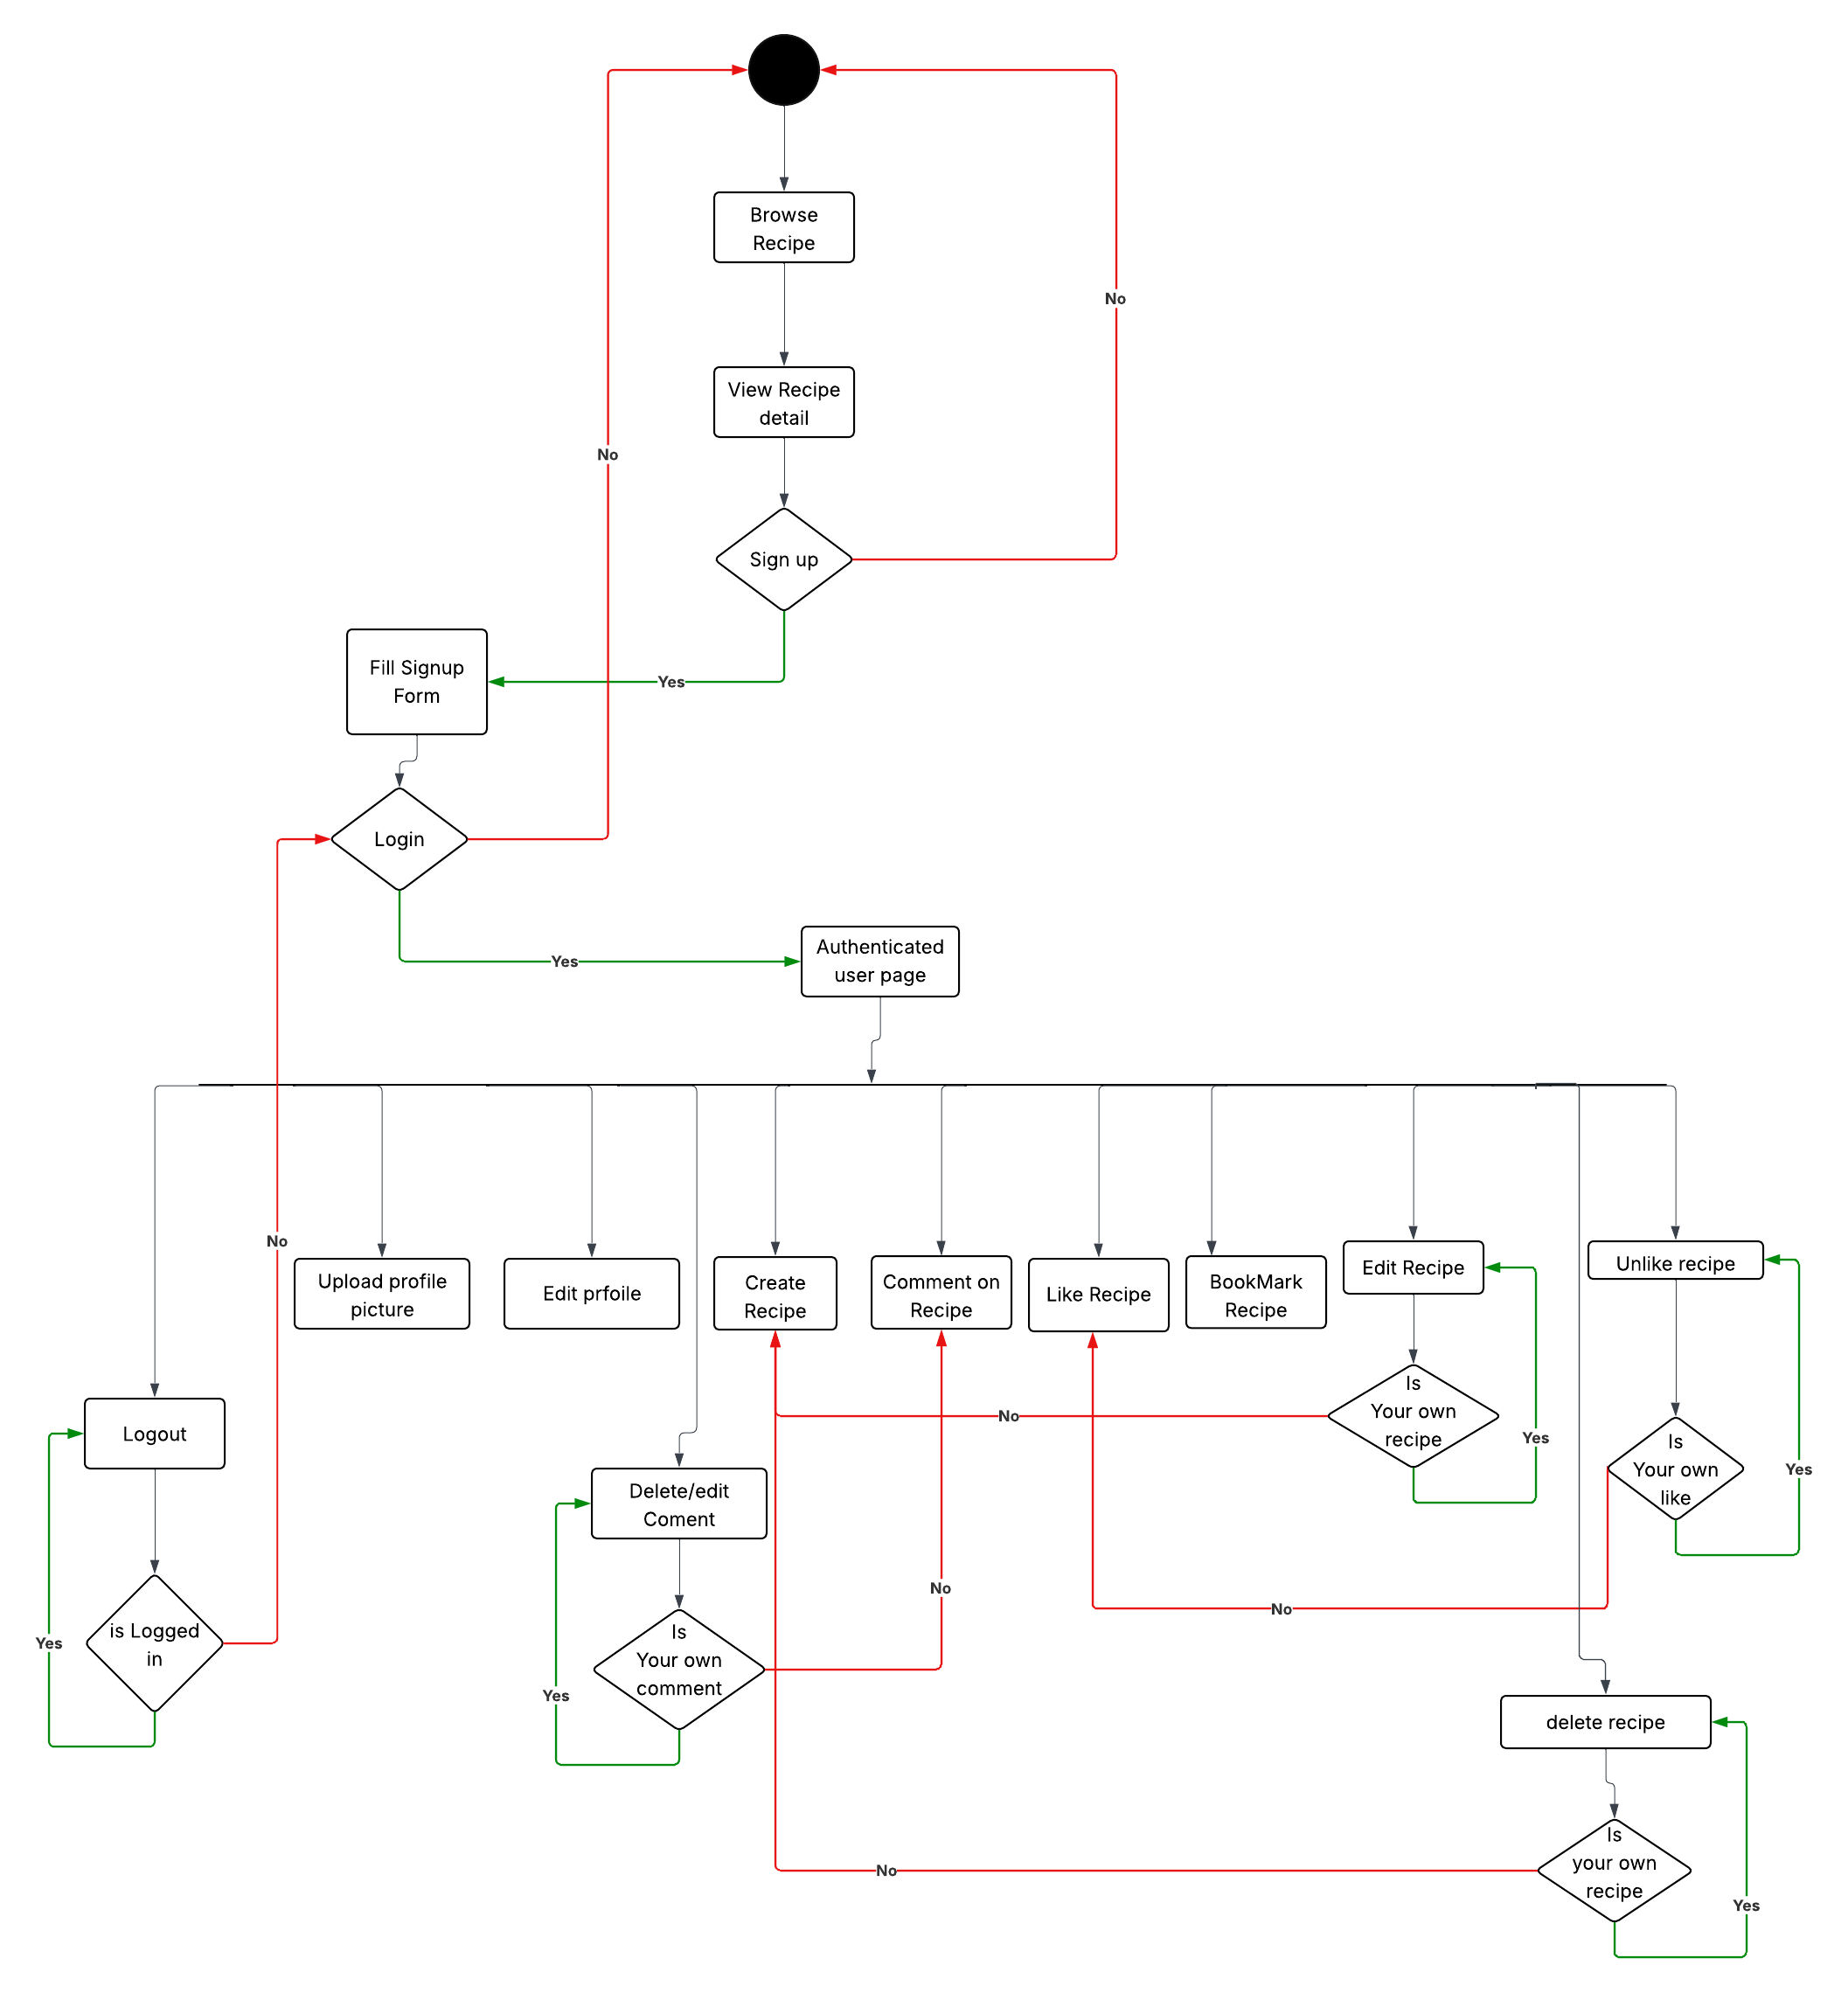 Browse
Recipe
No
View Recipe
detail
No
Sign up
Fill Signup
Form
Yes
Login
Authenticated
user page
Yes
No
Upload profile
picture
Edit prfoile
Create
Recipe
Comment on
Recipe
Like Recipe
BookMark
Recipe
Edit Recipe
Unlike recipe
Is
Your own
recipe
No
Yes
Is
Your own
like
Yes
Logout
Delete/edit
Coment
No
No
is Logged
in
Yes
Is
Your own
comment
Yes
delete recipe
Is
your own
recipe
No
Yes